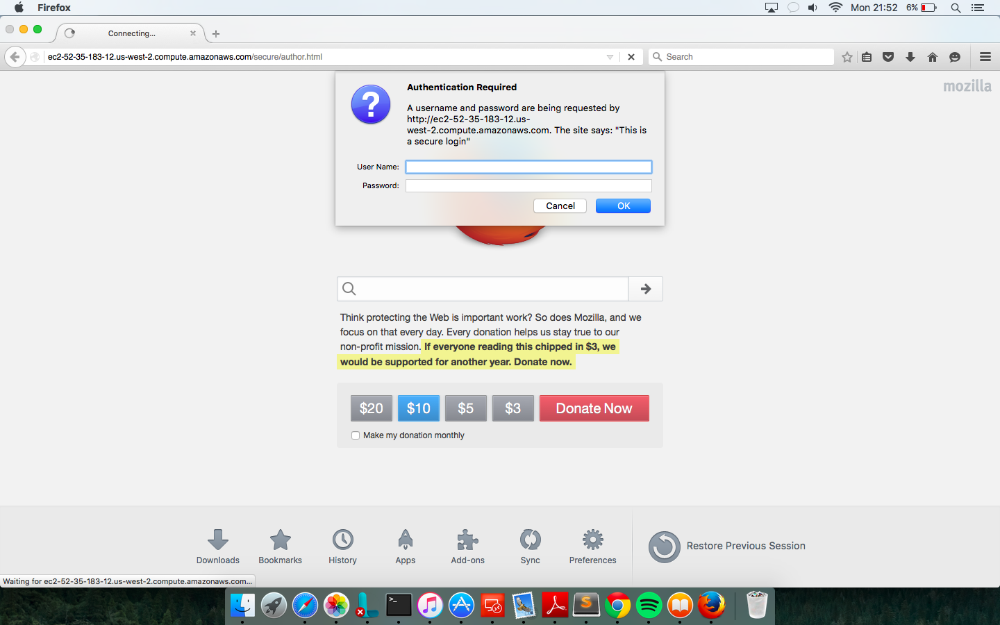 Firefox
Mon 21:52
6%
Connecting...
ec2-52-35-183-12.us-west-2.compute.amazonaws.com/secure/author.html
Search
mozilla
Authentication Required
A username and password are being requested by
http://ec2-52-35-183-12.us-
west-2.compute.amazonaws.com. The site says: "This is
a secure login"
User Name:
Password:
Cancel
OK
Think protecting the Web is important work? So does Mozilla, and we
focus on that every day. Every donation helps us stay true to our
non-profit mission. If everyone reading this chipped in $3, we
would be supported for another year. Donate now.
$20
$10
$5
$3
Donate Now
Make my donation monthly
Downloads
Bookmarks
History
Apps
Add-ons
Sync
Preferences
Restore Previous Session
Waiting for ec2-52-35-183-12.us-west-2.compute.amazonaws.com...